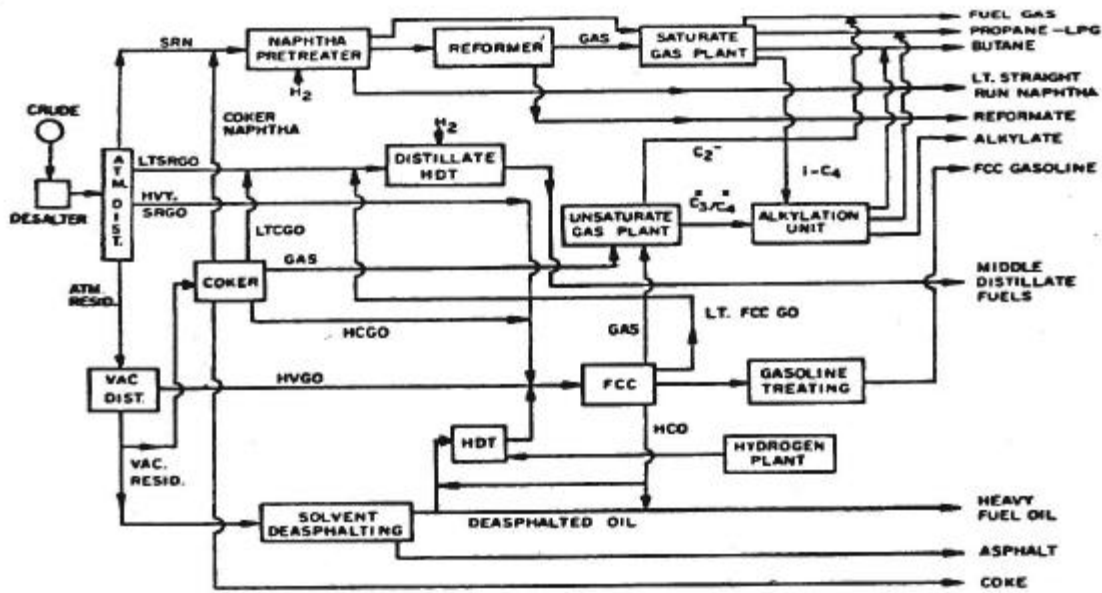 FUEL GAS
PROPANE-LPG
BUTANE
SRN
NAPHTHA
PRETREATER
REFORMER
GAS
SATURATE
GAS PLANT
H2
LT. STRAIGHT
RUN NAPHTHA
CRUDE
COKER
NAPHTHA
H2
REFORMATE
ALKYLATE
DESALTER
ATM. DIST.
LTSRGO
DISTILLATE
HDT
C2-
I-C4
FCC GASOLINE
HVY.
SRGO
UNSATURATE
GAS PLANT
C3=/C4=
ALKYLATION
UNIT
LTCGO
COKER
GAS
MIDDLE
DISTILLATE
FUELS
ATM.
RESID.
HCGO
GAS
LT. FCC GO
VAC
DIST.
HVGO
FCC
GASOLINE
TREATING
HCO
HDT
HYDROGEN
PLANT
VAC.
RESID.
SOLVENT
DEASPHALTING
DEASPHALTED OIL
HEAVY
FUEL OIL
ASPHALT
COKE